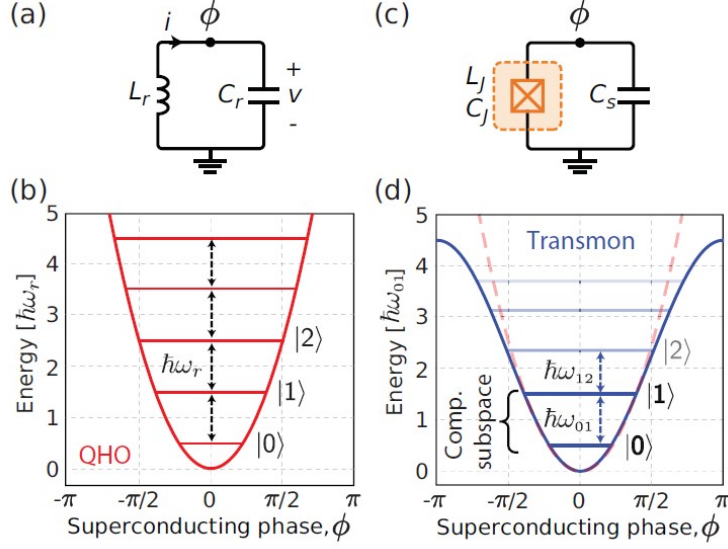 (a)
i
ϕ
L_r
C_r
+
v
-
(c)
ϕ
L_J
C_J
C_s
(b)
5
4
3
2
1
0
Energy [ħω_r]
|2⟩
ħω_r
|1⟩
|0⟩
QHO
-π
-π/2
0
π/2
π
Superconducting phase, ϕ
(d)
5
4
3
2
1
0
Energy [ħω_01]
Transmon
|2⟩
ħω_12
|1⟩
Comp.
subspace
ħω_01
|0⟩
-π
-π/2
0
π/2
π
Superconducting phase, ϕ